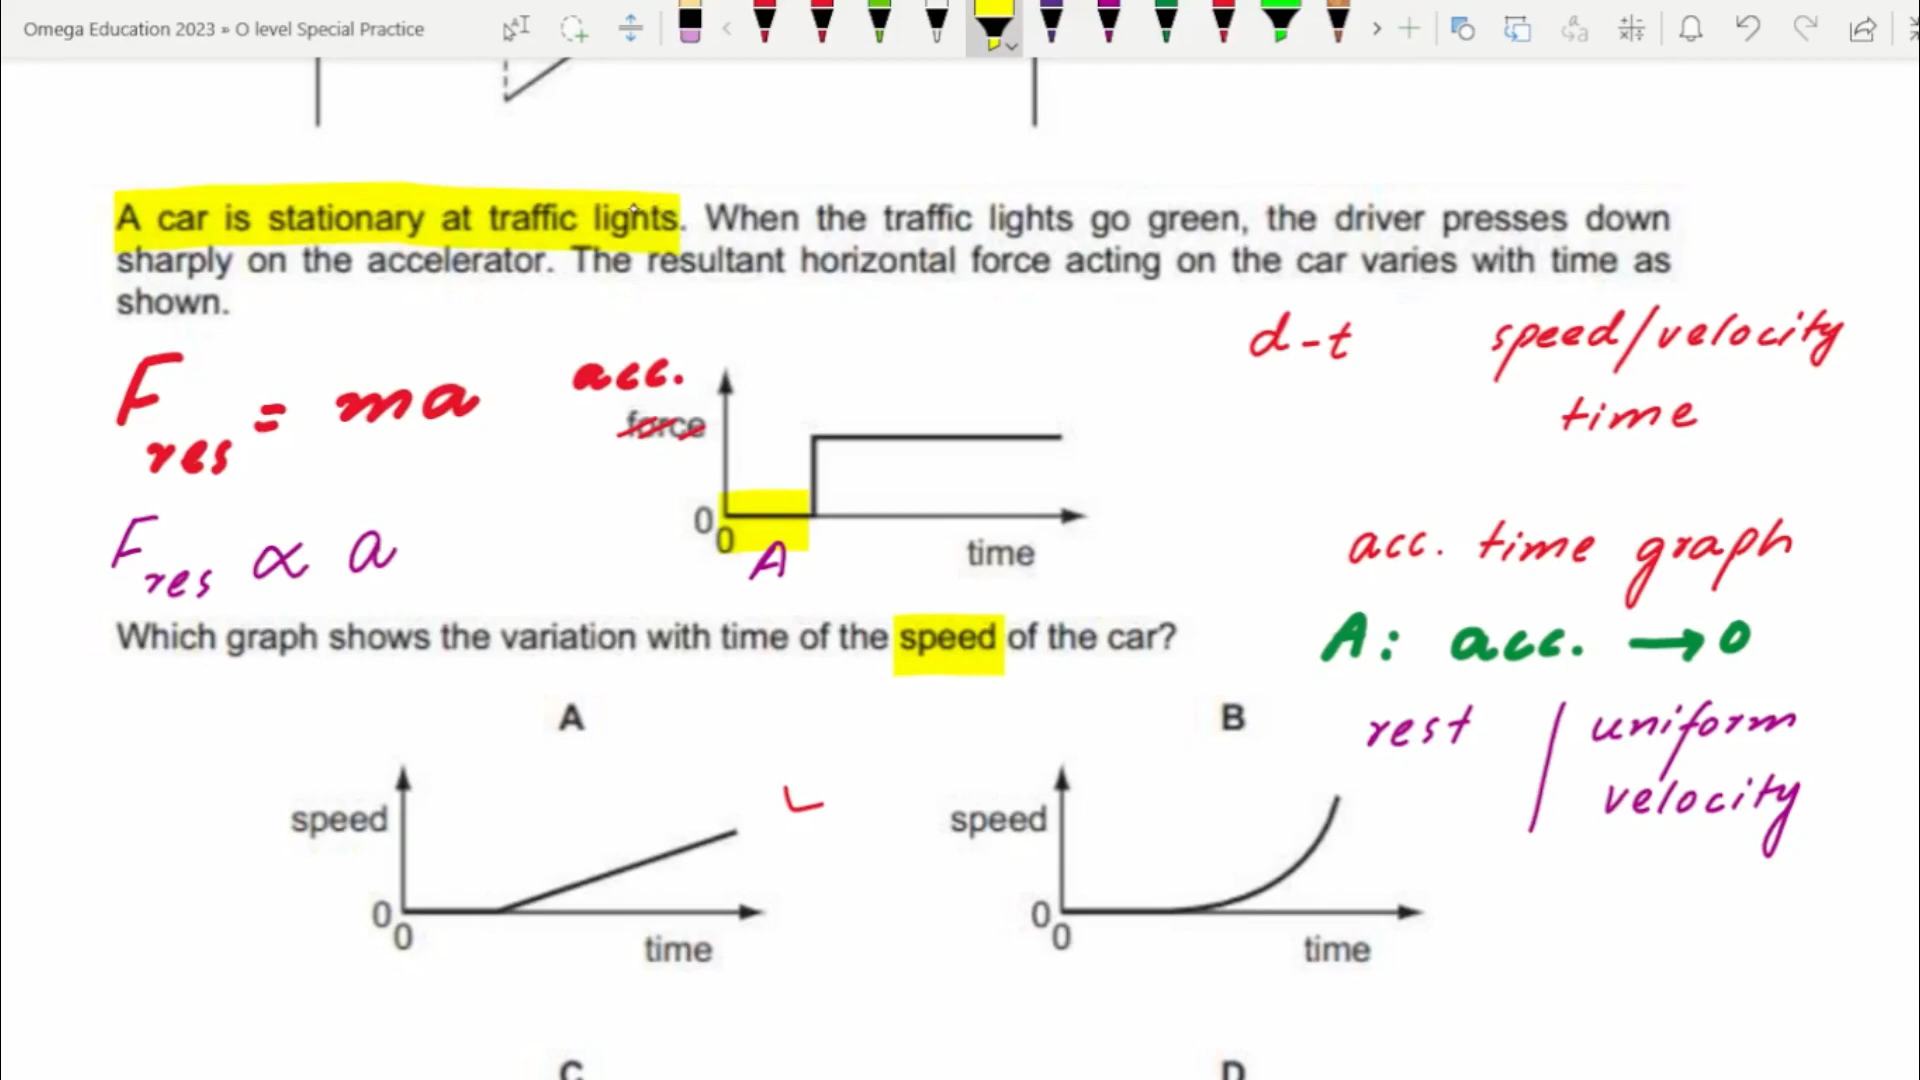 Omega Education 2023 » O level Special Practice
A car is stationary at traffic lights. When the traffic lights go green, the driver presses down
sharply on the accelerator. The resultant horizontal force acting on the car varies with time as
shown.
d-t speed/velocity
time
F res = ma
acc.
force
0
0
A
time
F res ∝ a
acc. time graph
Which graph shows the variation with time of the speed of the car?
A: acc. → 0
rest / uniform
velocity
A
speed
0
0
time
B
speed
0
0
time
C
D